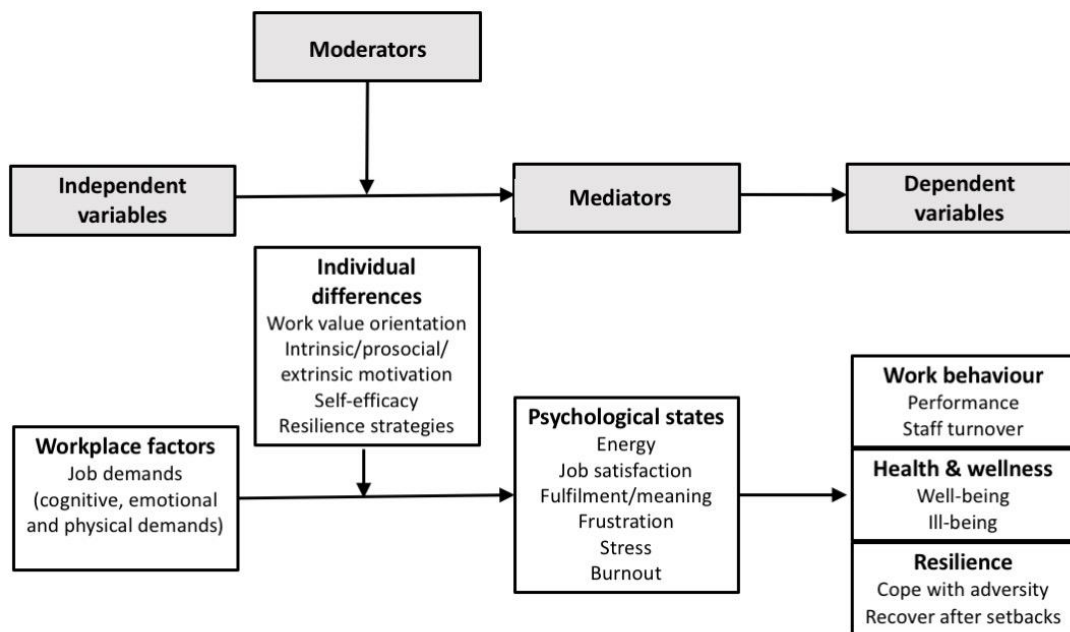 Moderators
Independent
variables
Mediators
Dependent
variables
Individual
differences
Work value orientation
Intrinsic/prosocial/
extrinsic motivation
Self-efficacy
Resilience strategies
Workplace factors
Job demands
(cognitive, emotional
and physical demands)
Psychological states
Energy
Job satisfaction
Fulfilment/meaning
Frustration
Stress
Burnout
Work behaviour
Performance
Staff turnover
Health & wellness
Well-being
Ill-being
Resilience
Cope with adversity
Recover after setbacks